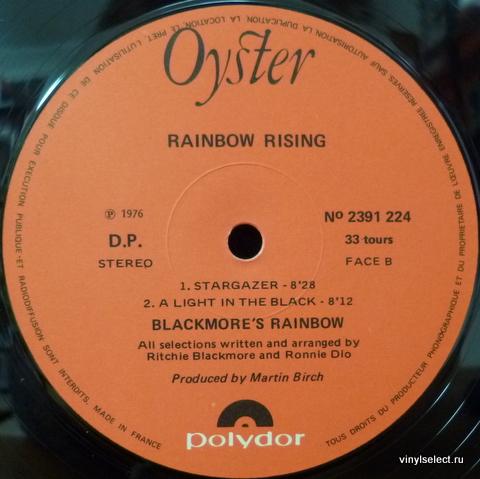 Oyster
RAINBOW RISING
℗ 1976
Nº 2391 224
D.P.
33 tours
STEREO
FACE B
1. STARGAZER - 8'28
2. A LIGHT IN THE BLACK - 8'12
BLACKMORE'S RAINBOW
All selections written and arranged by
Ritchie Blackmore and Ronnie Dio
Produced by Martin Birch
polydor
TOUS DROITS DU PRODUCTEUR PHONOGRAPHIQUE ET DU PROPRIETAIRE DE L'ŒUVRE ENREGISTREE RESERVES SAUF AUTORISATION LA DUPLICATION, LA LOCATION, LE PRET, L'UTILISATION DE CE DISQUE POUR EXECUTION PUBLIQUE ET RADIODIFFUSION SONT INTERDITS. MADE IN FRANCE
vinylselect.ru